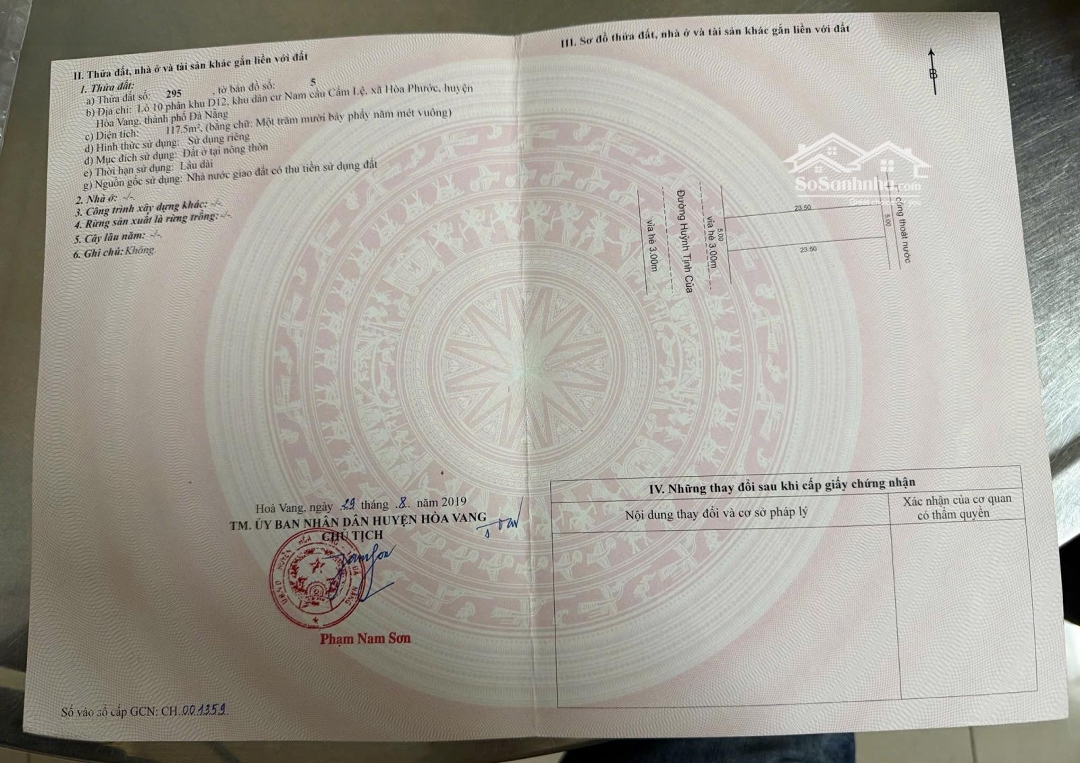 II. Thửa đất, nhà ở và tài sản khác gắn liền với đất
1. Thửa đất:
a) Thửa đất số: 295 , tờ bản đồ số: 5
b) Địa chỉ: Lô 10 phân khu D12, khu dân cư Nam cầu Cẩm Lệ, xã Hòa Phước, huyện
Hòa Vang, thành phố Đà Nẵng
c) Diện tích: 117.5m², (bằng chữ: Một trăm mười bảy phẩy năm mét vuông)
d) Hình thức sử dụng: Sử dụng riêng
đ) Mục đích sử dụng: Đất ở tại nông thôn
e) Thời hạn sử dụng: Lâu dài
g) Nguồn gốc sử dụng: Nhà nước giao đất có thu tiền sử dụng đất
2. Nhà ở: -/-
3. Công trình xây dựng khác: -/-
4. Rừng sản xuất là rừng trồng: -/-
5. Cây lâu năm: -/-
6. Ghi chú: Không.
Hoà Vang, ngày 29 tháng 8 năm 2019
TM. ỦY BAN NHÂN DÂN HUYỆN HÒA VANG
CHỦ TỊCH
Phạm Nam Sơn
Số vào sổ cấp GCN: CH 001359
III. Sơ đồ thửa đất, nhà ở và tài sản khác gắn liền với đất
B
SoSanhnha.com
Great choice for you
vỉa hè 3.00m
Đường Huỳnh Tịnh Của
vỉa hè 3.00m
5.00
23.50
23.50
5.00
cống thoát nước
IV. Những thay đổi sau khi cấp giấy chứng nhận
Nội dung thay đổi và cơ sở pháp lý
Xác nhận của cơ quan
có thẩm quyền